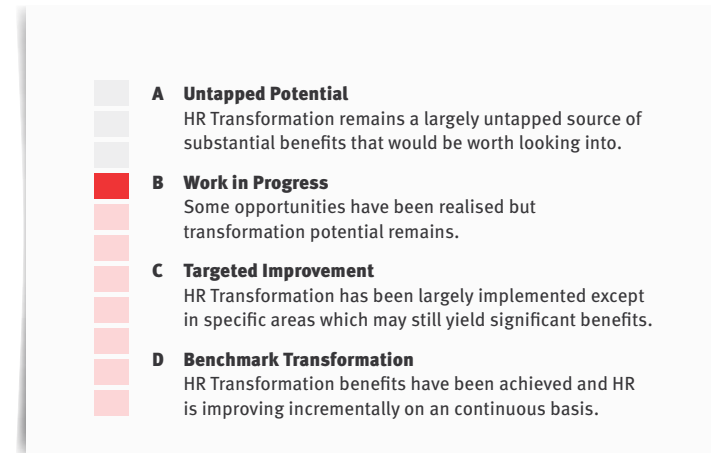 A Untapped Potential
HR Transformation remains a largely untapped source of
substantial benefits that would be worth looking into.
B Work in Progress
Some opportunities have been realised but
transformation potential remains.
C Targeted Improvement
HR Transformation has been largely implemented except
in specific areas which may still yield significant benefits.
D Benchmark Transformation
HR Transformation benefits have been achieved and HR
is improving incrementally on an continuous basis.